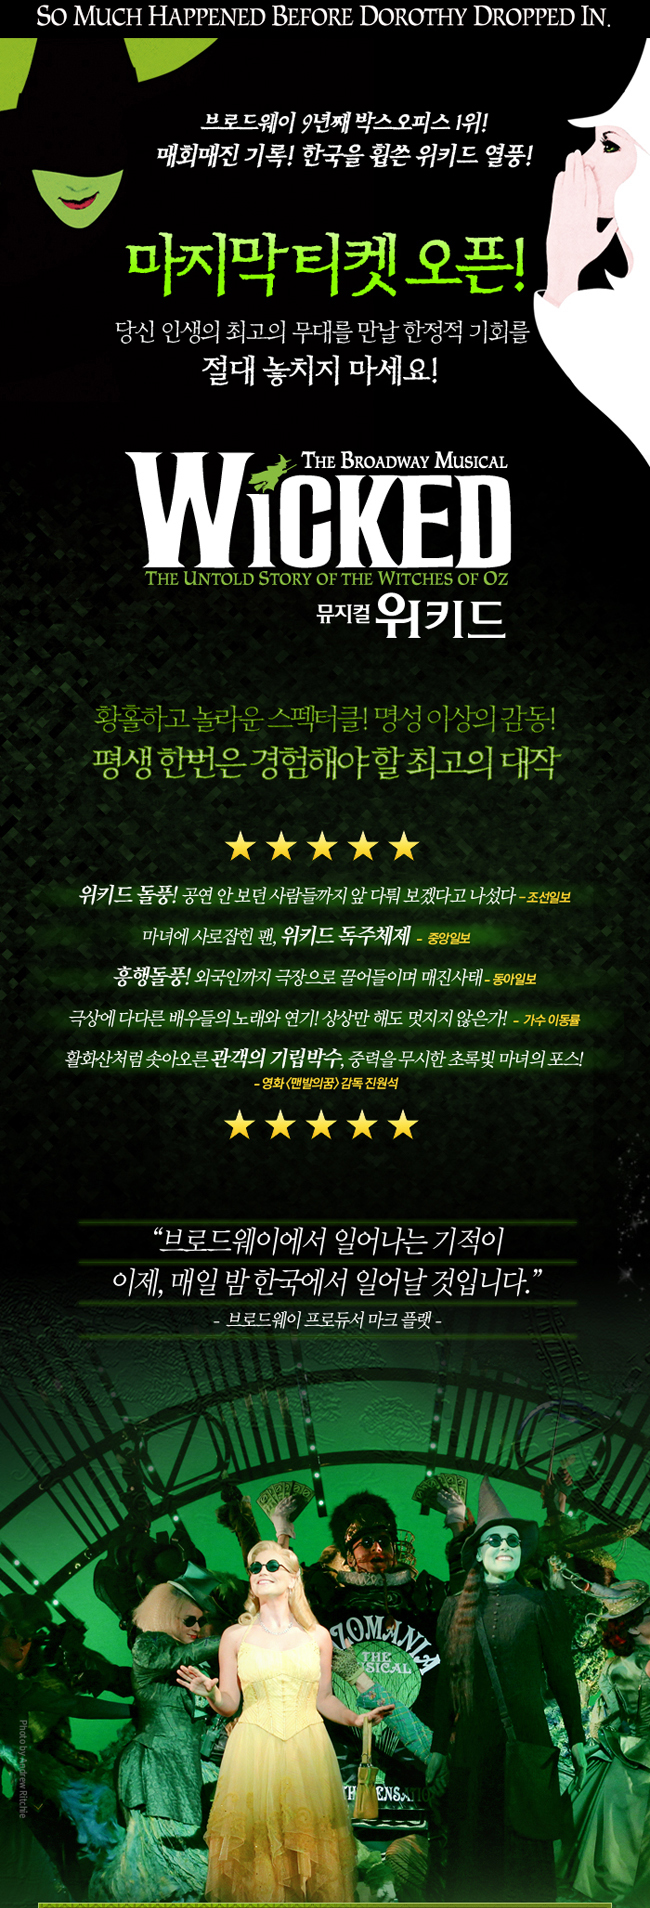 SO MUCH HAPPENED BEFORE DOROTHY DROPPED IN.
브로드웨이 9년째 박스오피스 1위!
매회매진 기록! 한국을 휩쓴 위키드 열풍!
마지막 티켓 오픈!
당신 인생의 최고의 무대를 만날 한정적 기회를
절대 놓치지 마세요!
THE BROADWAY MUSICAL
WICKED
THE UNTOLD STORY OF THE WITCHES OF OZ
뮤지컬 위키드
황홀하고 놀라운 스펙터클! 명성 이상의 감동!
평생 한번은 경험해야 할 최고의 대작
위키드 돌풍! 공연 안 보던 사람들까지 앞 다퉈 보겠다고 나섰다 - 조선일보
마녀에 사로잡힌 팬, 위키드 독주체제 - 중앙일보
흥행돌풍! 외국인까지 극장으로 끌어들이며 매진사태 - 동아일보
극상에 다다른 배우들의 노래와 연기! 상상만 해도 멋지지 않은가! - 가수 이동률
활화산처럼 솟아오른 관객의 기립박수, 중력을 무시한 초록빛 마녀의 포스!
- 영화 <맨발의꿈> 감독 진원석
“브로드웨이에서 일어나는 기적이
이제, 매일 밤 한국에서 일어날 것입니다.”
- 브로드웨이 프로듀서 마크 플랫 -
ZOMANIA
THE
SICAL
TH ENSATIO
Photo by Andrew Ritchie